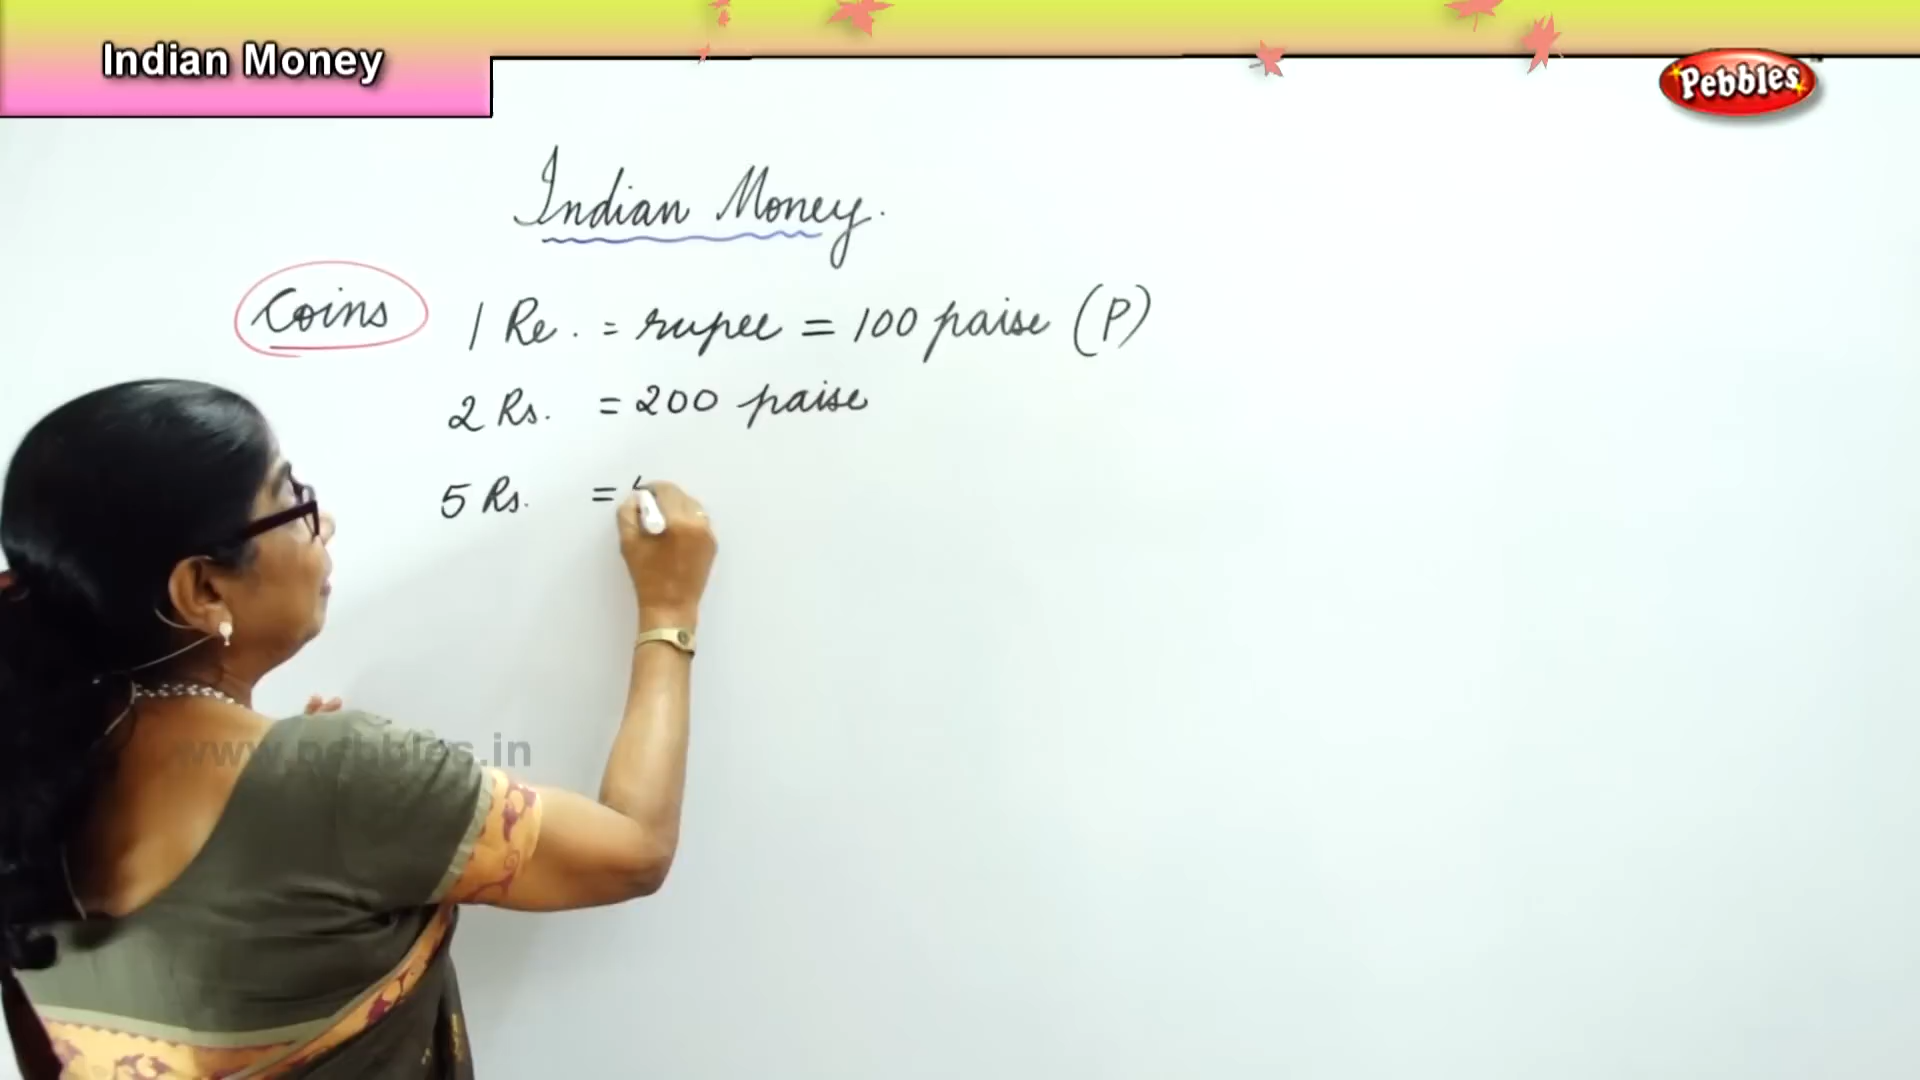 Indian Money
Pebbles
Indian Money.
Coins 1 Re. = rupee = 100 paise (P)
2 Rs. = 200 paise
5 Rs. =
www.pebbles.in